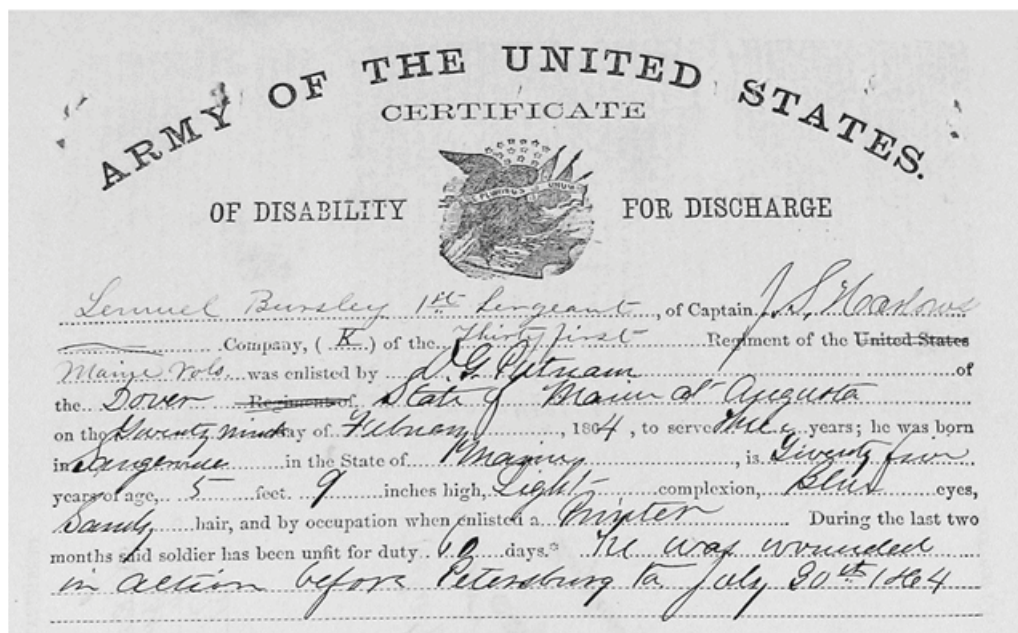 ARMY OF THE UNITED STATES.
CERTIFICATE
E PLURIBUS UNUM
OF DISABILITY FOR DISCHARGE
Lemuel Bursley 1st Sergeant, of Captain J. S. Harlows
Company, (K) of the Thirty first Regiment of the United States
Maine Vols. was enlisted by D. G. Putnam of
the Dover Regiment of State of Maine at Augusta
on the Twenty ninth day of February, 1864, to serve Three years; he was born
in Sangerville in the State of Maine, is Twenty five
years of age, 5 feet. 9 inches high, Light complexion, Blue eyes,
Sandy hair, and by occupation when enlisted a During the last two
months said soldier has been unfit for duty days.* He was wounded
in action before Petersburg Va July 30th 1864